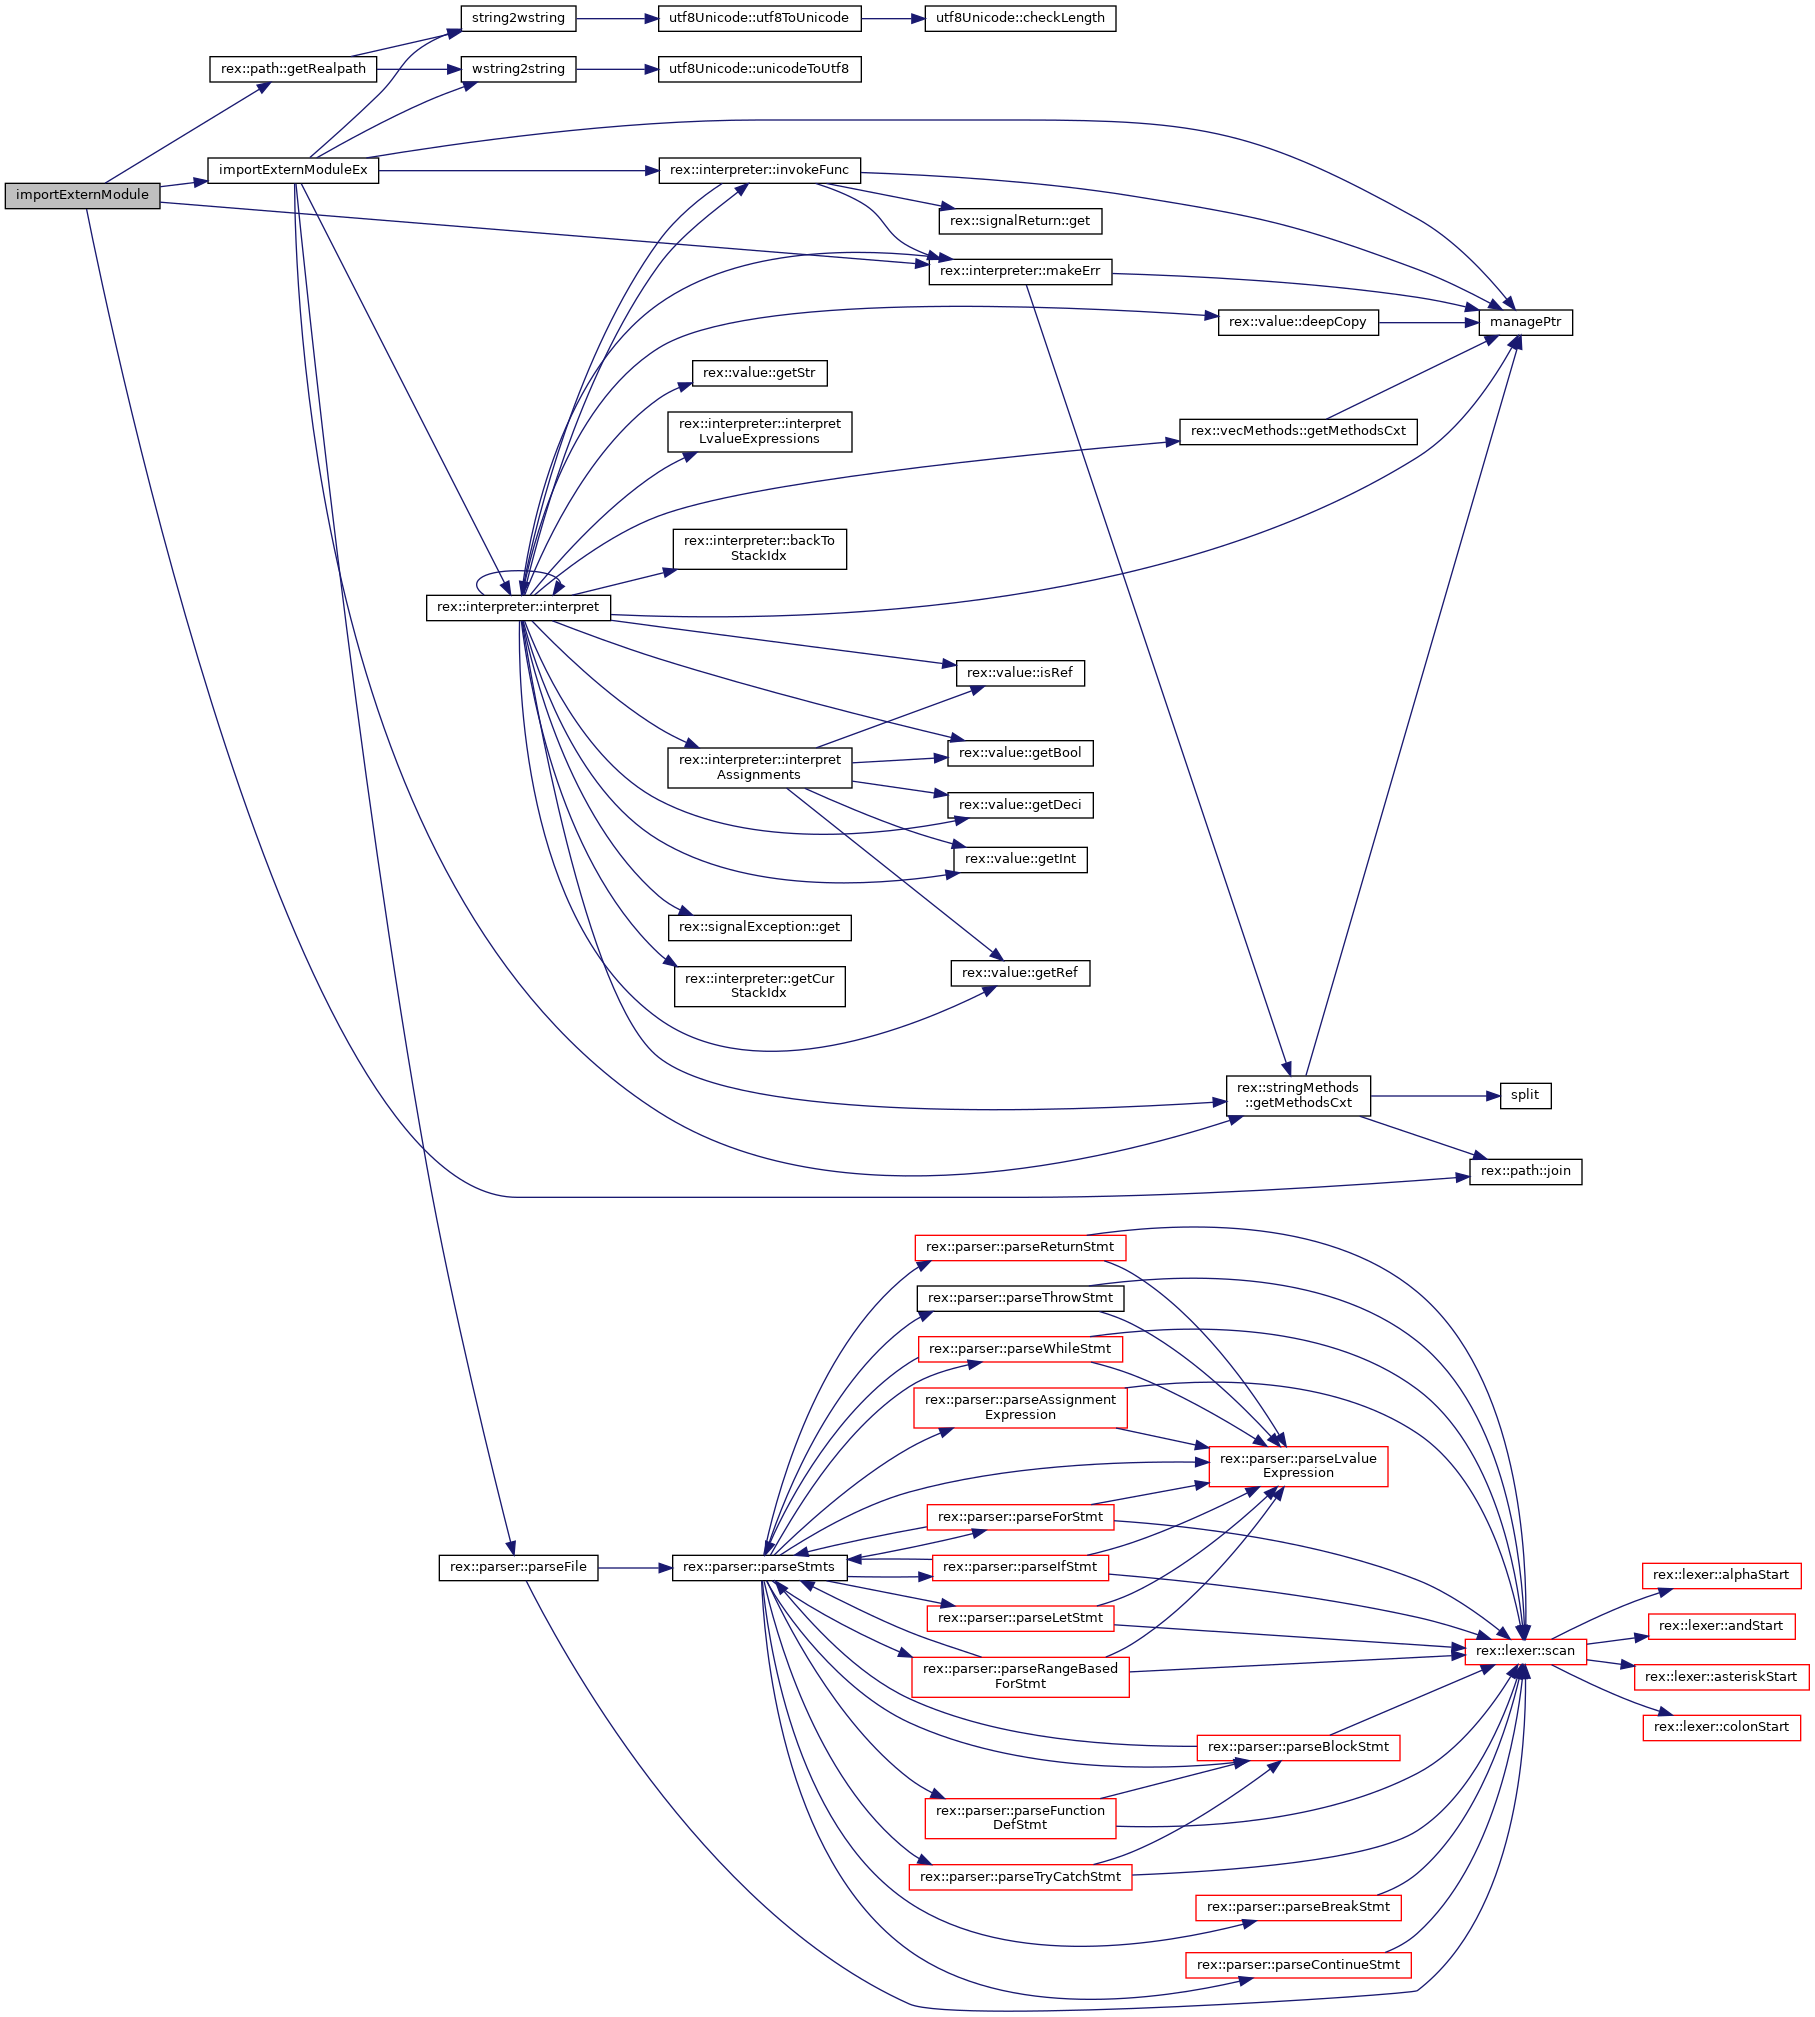 string2wstring
utf8Unicode::utf8ToUnicode
utf8Unicode::checkLength
rex::path::getRealpath
wstring2string
utf8Unicode::unicodeToUtf8
importExternModuleEx
rex::interpreter::invokeFunc
importExternModule
rex::signalReturn::get
rex::interpreter::makeErr
rex::value::deepCopy
managePtr
rex::value::getStr
rex::interpreter::interpret
LvalueExpressions
rex::vecMethods::getMethodsCxt
rex::interpreter::backTo
StackIdx
rex::interpreter::interpret
rex::value::isRef
rex::value::getBool
rex::interpreter::interpret
Assignments
rex::value::getDeci
rex::value::getInt
rex::signalException::get
rex::value::getRef
rex::interpreter::getCur
StackIdx
rex::stringMethods
::getMethodsCxt
split
rex::path::join
rex::parser::parseReturnStmt
rex::parser::parseThrowStmt
rex::parser::parseWhileStmt
rex::parser::parseAssignment
Expression
rex::parser::parseLvalue
Expression
rex::parser::parseForStmt
rex::parser::parseFile
rex::parser::parseStmts
rex::parser::parseIfStmt
rex::lexer::alphaStart
rex::parser::parseLetStmt
rex::lexer::andStart
rex::lexer::scan
rex::parser::parseRangeBased
ForStmt
rex::lexer::asteriskStart
rex::lexer::colonStart
rex::parser::parseBlockStmt
rex::parser::parseFunction
DefStmt
rex::parser::parseTryCatchStmt
rex::parser::parseBreakStmt
rex::parser::parseContinueStmt